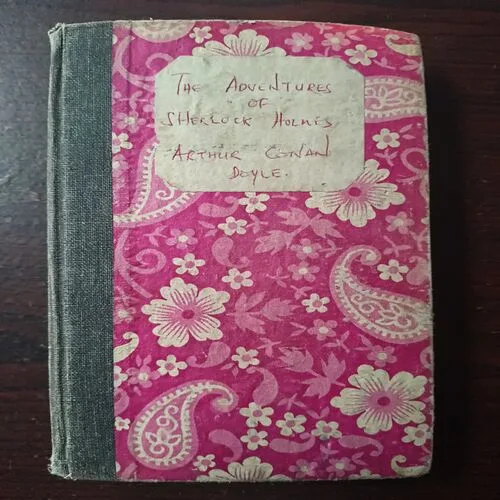 THE ADVENTURES
OF
SHERLOCK HOLMES,
ARTHUR CONAN
DOYLE.